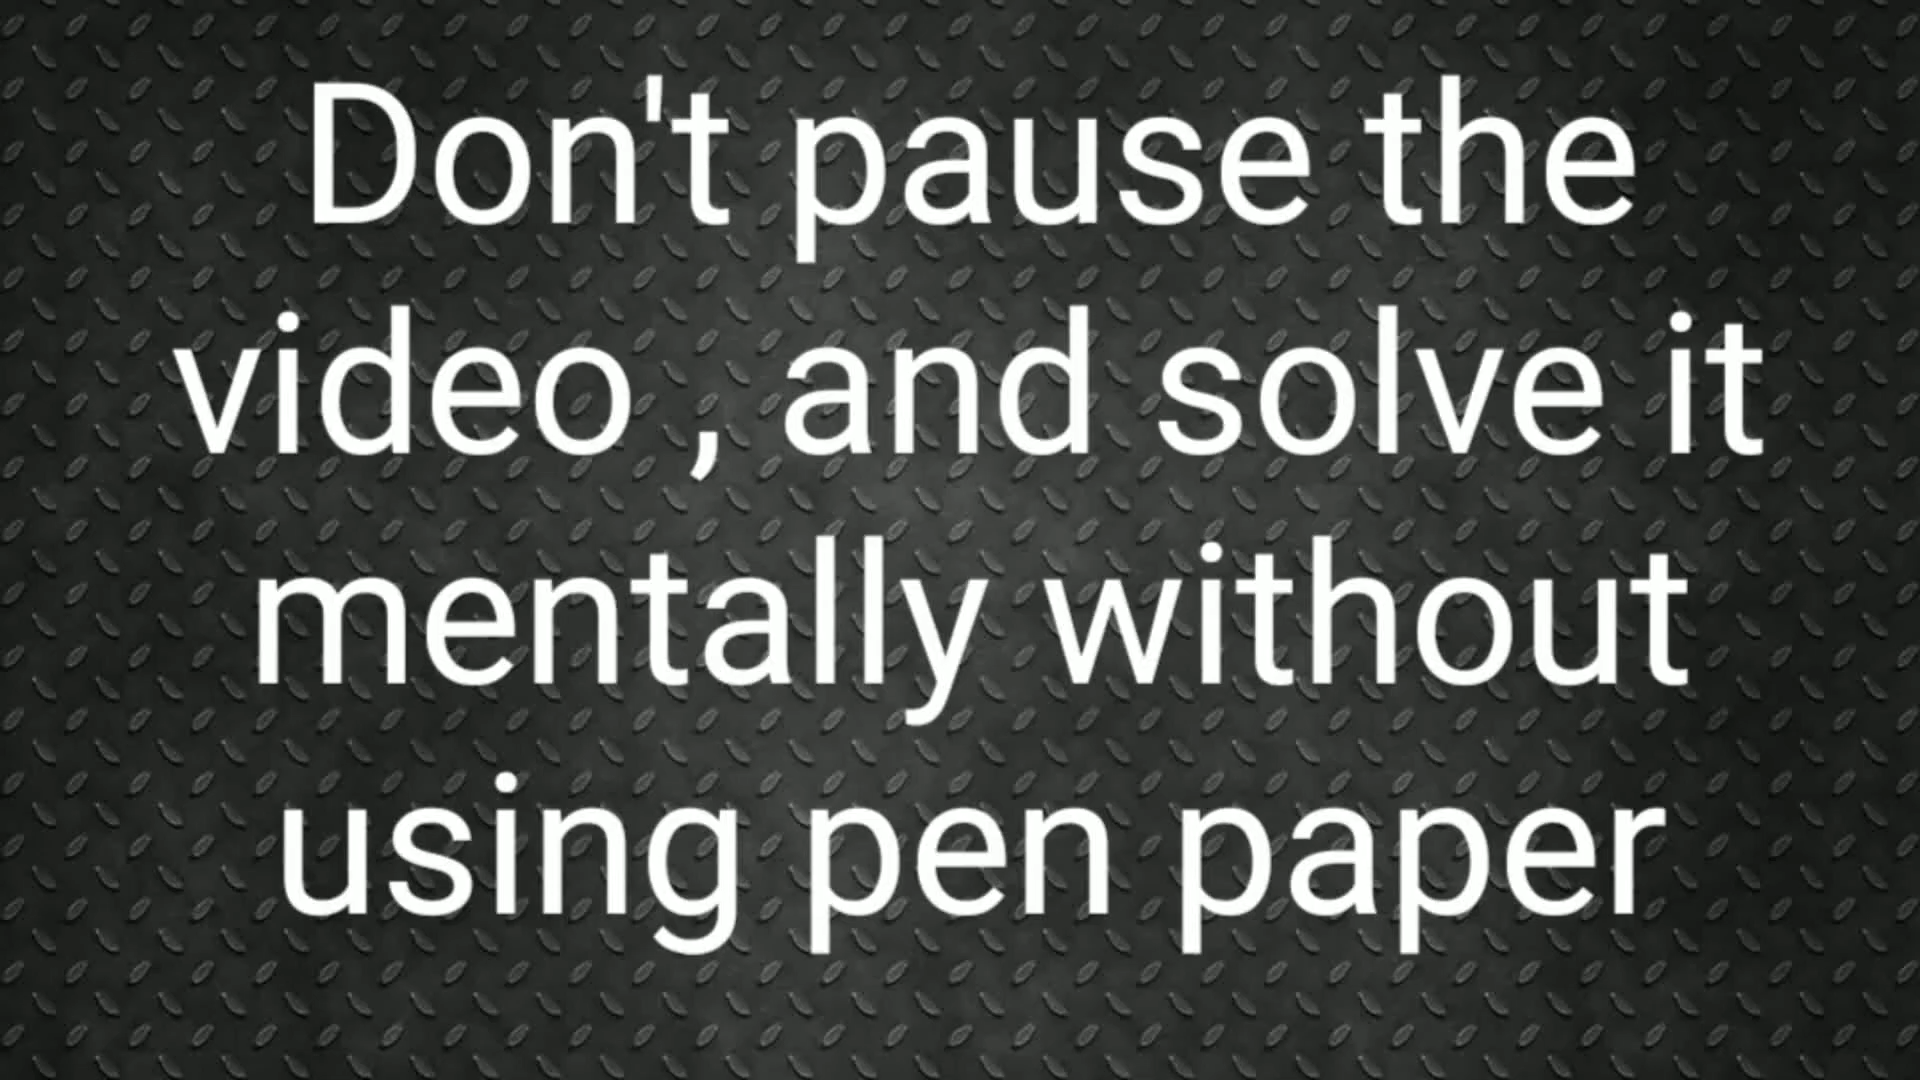 Don't pause the
video , and solve it
mentally without
using pen paper